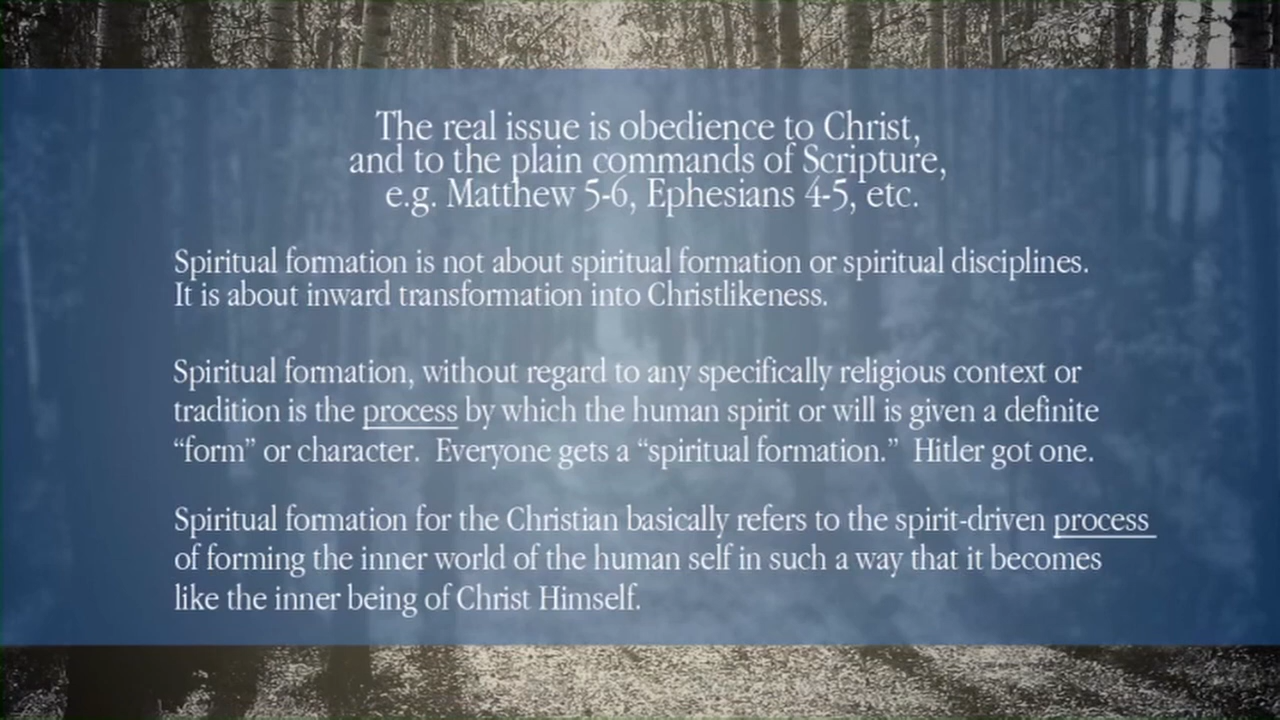 The real issue is obedience to Christ,
and to the plain commands of Scripture,
e.g. Matthew 5-6, Ephesians 4-5, etc.
Spiritual formation is not about spiritual formation or spiritual disciplines.
It is about inward transformation into Christlikeness.
Spiritual formation, without regard to any specifically religious context or
tradition is the process by which the human spirit or will is given a definite
“form” or character.  Everyone gets a “spiritual formation.”  Hitler got one.
Spiritual formation for the Christian basically refers to the spirit-driven process
of forming the inner world of the human self in such a way that it becomes
like the inner being of Christ Himself.